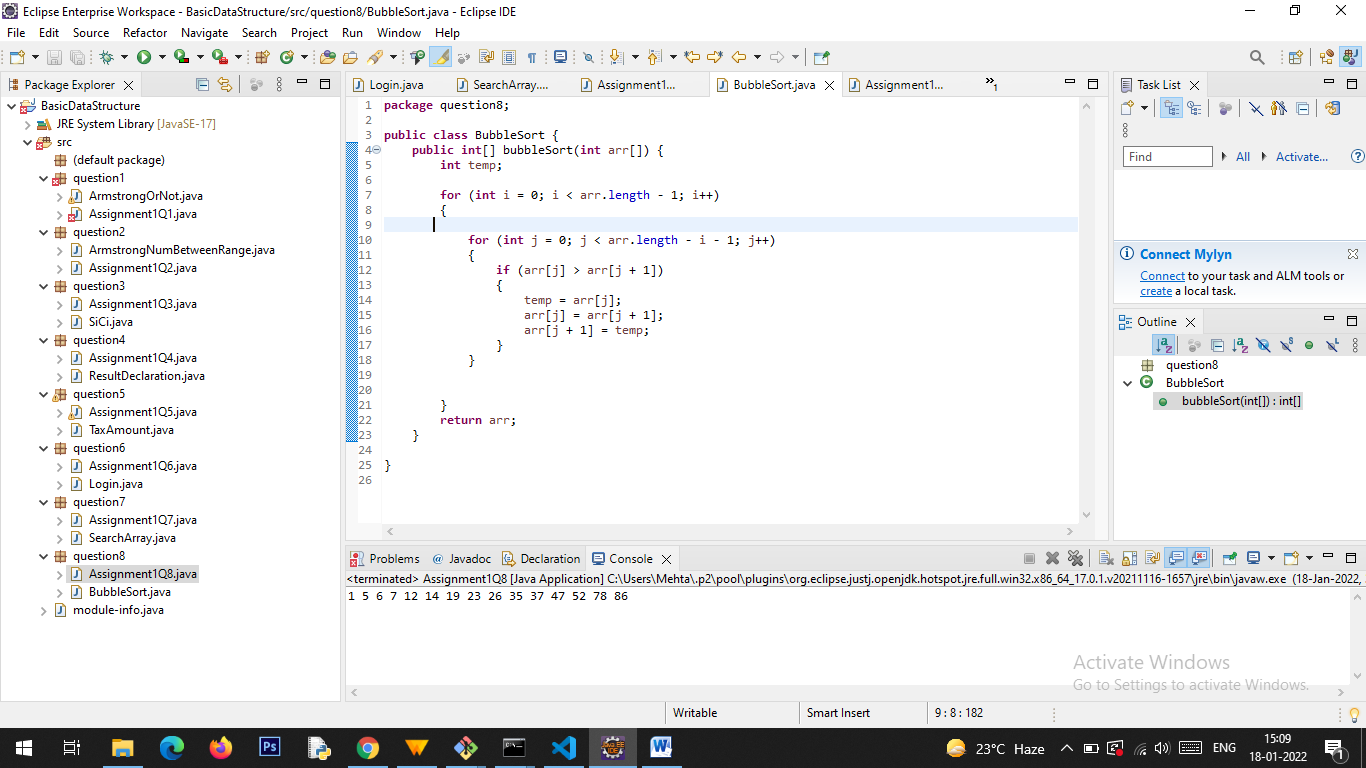 Eclipse Enterprise Workspace - BasicDataStructure/src/question8/BubbleSort.java - Eclipse IDE
File Edit Source Refactor Navigate Search Project Run Window Help
Package Explorer
BasicDataStructure
JRE System Library [JavaSE-17]
src
(default package)
question1
ArmstrongOrNot.java
Assignment1Q1.java
question2
ArmstrongNumBetweenRange.java
Assignment1Q2.java
question3
Assignment1Q3.java
SiCi.java
question4
Assignment1Q4.java
ResultDeclaration.java
question5
Assignment1Q5.java
TaxAmount.java
question6
Assignment1Q6.java
Login.java
question7
Assignment1Q7.java
SearchArray.java
question8
Assignment1Q8.java
BubbleSort.java
module-info.java
Login.java SearchArray.... Assignment1... BubbleSort.java Assignment1... »1
1 package question8;
2
3 public class BubbleSort {
4 public int[] bubbleSort(int arr[]) {
5 int temp;
6
7 for (int i = 0; i < arr.length - 1; i++)
8 {
9
10 for (int j = 0; j < arr.length - i - 1; j++)
11 {
12 if (arr[j] > arr[j + 1])
13 {
14 temp = arr[j];
15 arr[j] = arr[j + 1];
16 arr[j + 1] = temp;
17 }
18 }
19
20
21 }
22 return arr;
23 }
24
25 }
26
Task List
Find All Activate...
Connect Mylyn
Connect to your task and ALM tools or
create a local task.
Outline
question8
BubbleSort
bubbleSort(int[]) : int[]
Problems @ Javadoc Declaration Console
<terminated> Assignment1Q8 [Java Application] C:\Users\Mehta\.p2\pool\plugins\org.eclipse.justj.openjdk.hotspot.jre.full.win32.x86_64_17.0.1.v20211116-1657\jre\bin\javaw.exe (18-Jan-2022,
1 5 6 7 12 14 19 23 26 35 37 47 52 78 86
Activate Windows
Go to Settings to activate Windows.
Writable Smart Insert 9 : 8 : 182
23°C Haze ENG 15:09
18-01-2022
1